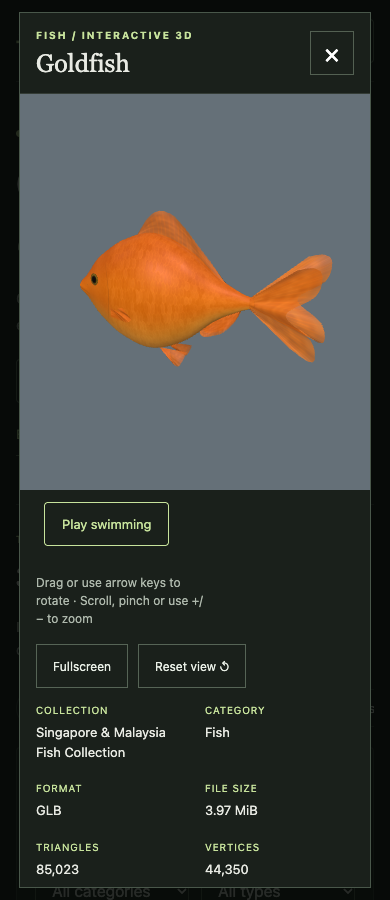 FISH / INTERACTIVE 3D
Goldfish
×
Play swimming
Drag or use arrow keys to
rotate · Scroll, pinch or use +/
− to zoom
Fullscreen
Reset view ↺
COLLECTION
Singapore & Malaysia
Fish Collection
CATEGORY
Fish
FORMAT
GLB
FILE SIZE
3.97 MiB
TRIANGLES
85,023
VERTICES
44,350
All categories
All types